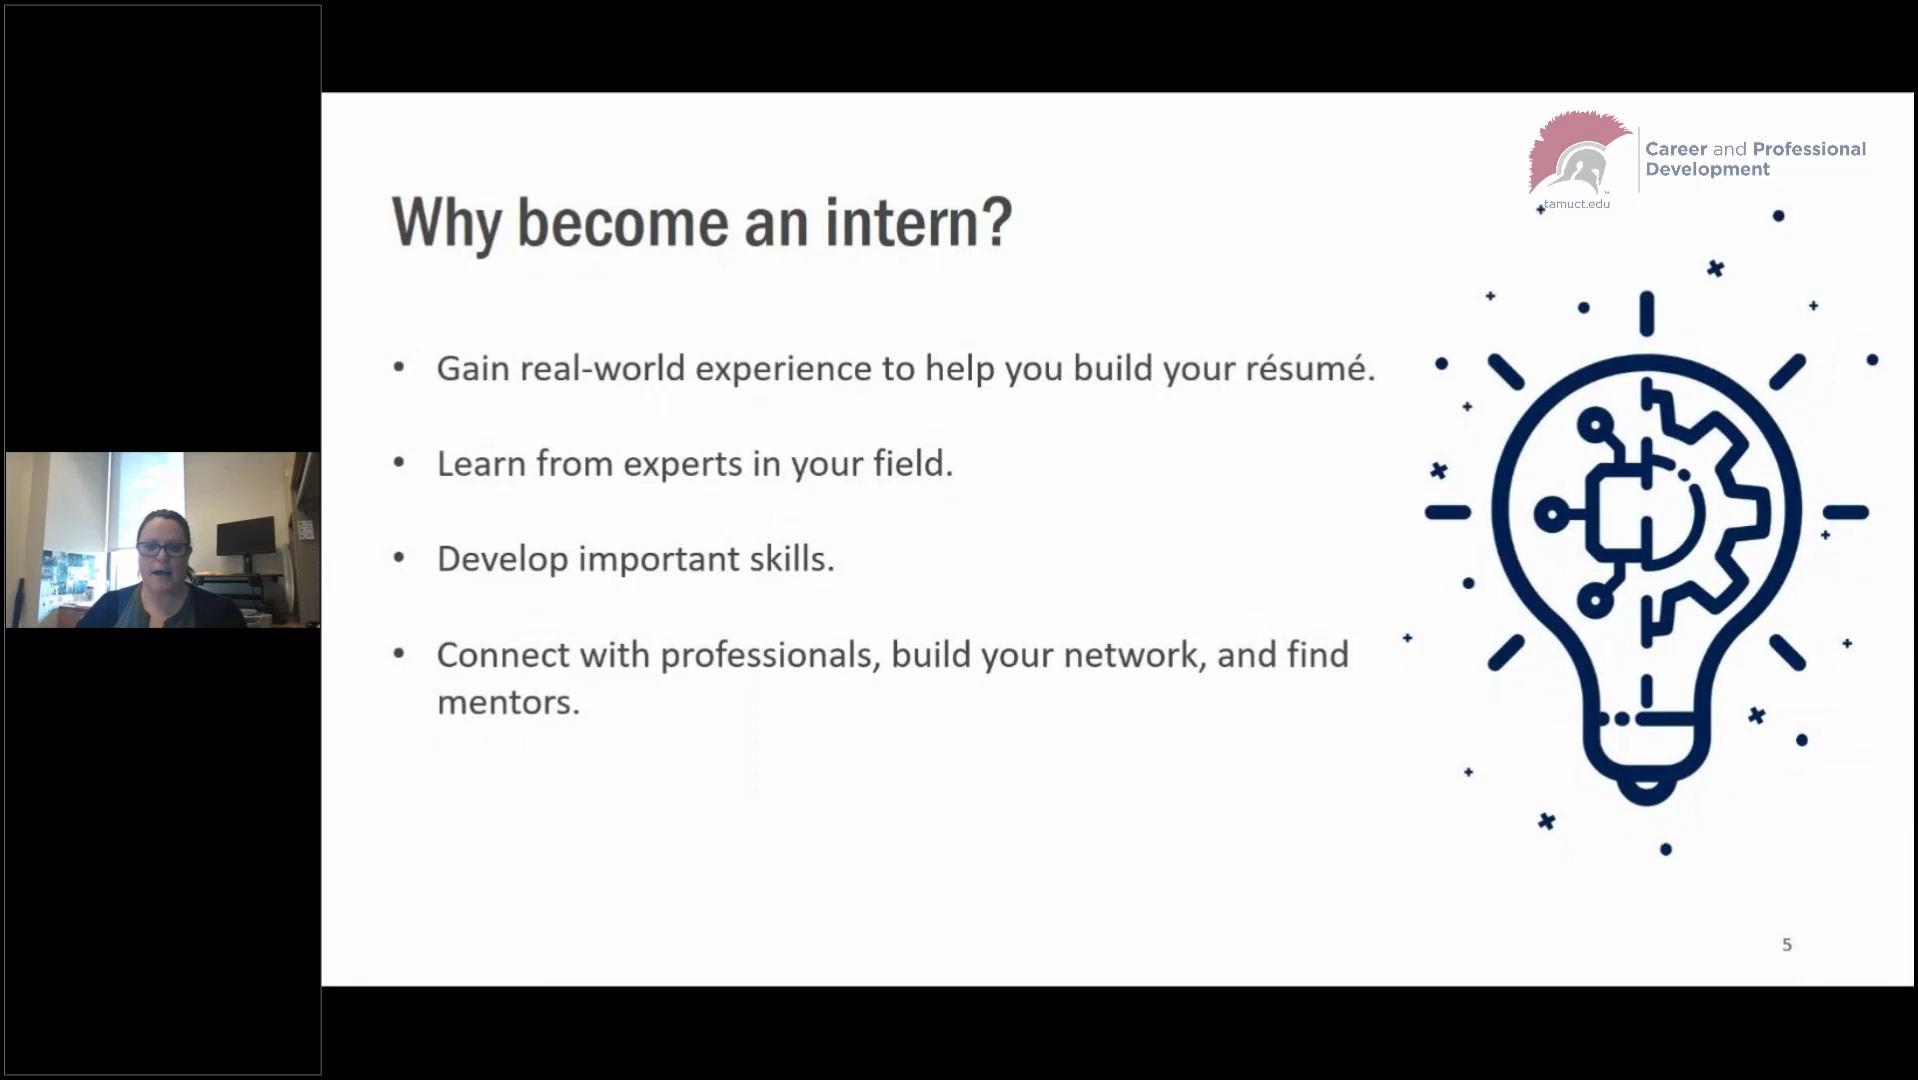 Career and Professional
Development
tamuct.edu
Why become an intern?
• Gain real-world experience to help you build your résumé.
• Learn from experts in your field.
• Develop important skills.
• Connect with professionals, build your network, and find
mentors.
5